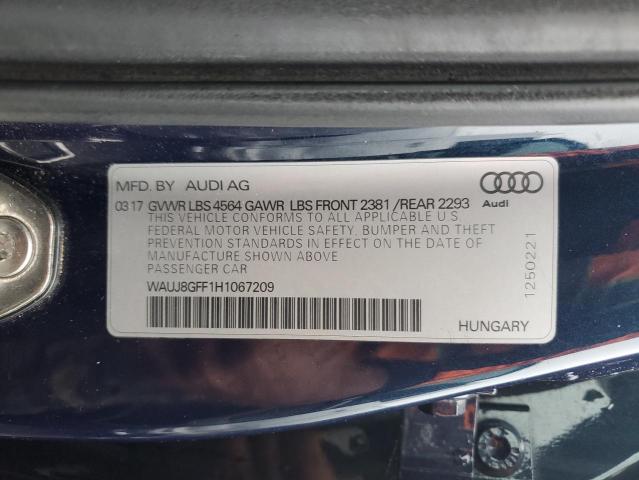 MFD. BY AUDI AG
Audi
03 17 GVWR LBS 4564 GAWR LBS FRONT 2381 /REAR 2293
THIS VEHICLE CONFORMS TO ALL APPLICABLE U.S.
FEDERAL MOTOR VEHICLE SAFETY, BUMPER AND THEFT
PREVENTION STANDARDS IN EFFECT ON THE DATE OF
MANUFACTURE SHOWN ABOVE
PASSENGER CAR
WAUJ8GFF1H1067209
1250221
HUNGARY